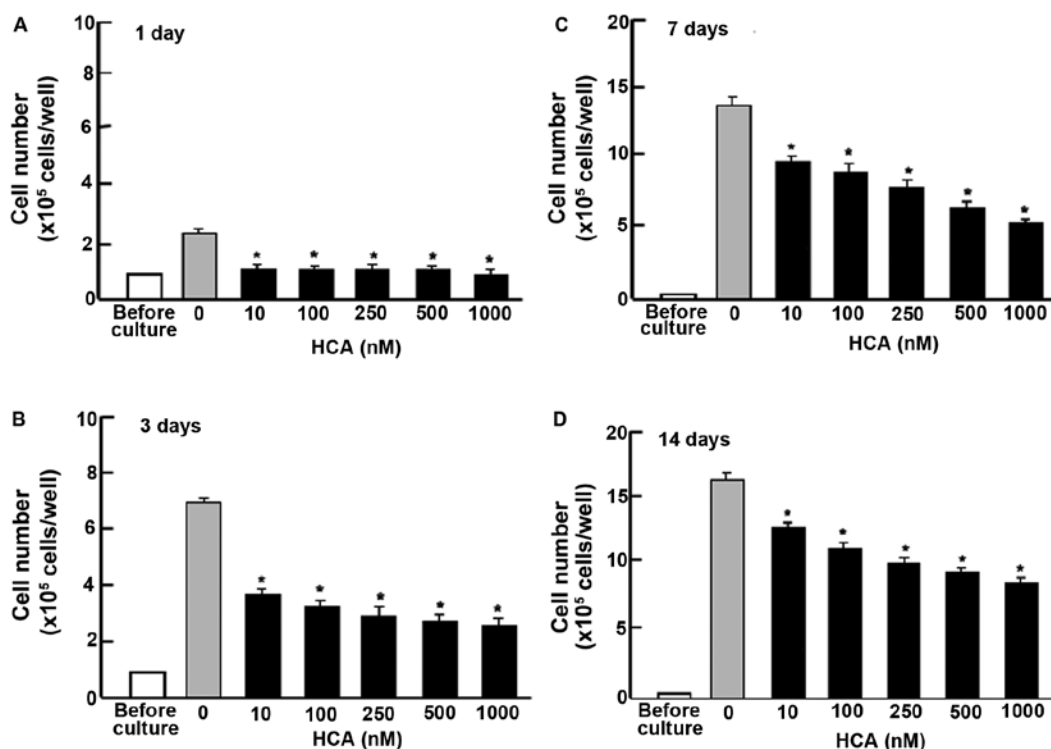 A
1 day
Cell number
(x10⁵ cells/well)
10
8
6
4
2
0
Before
culture
0
10
100
250
500
1000
*
*
*
*
*
HCA (nM)
B
3 days
Cell number
(x10⁵ cells/well)
10
8
6
4
2
0
Before
culture
0
10
100
250
500
1000
*
*
*
*
*
HCA (nM)
C
7 days
Cell number
(x10⁵ cells/well)
20
15
10
5
0
Before
culture
0
10
100
250
500
1000
*
*
*
*
*
HCA (nM)
D
14 days
Cell number
(x10⁵ cells/well)
20
15
10
5
0
Before
culture
0
10
100
250
500
1000
*
*
*
*
*
HCA (nM)